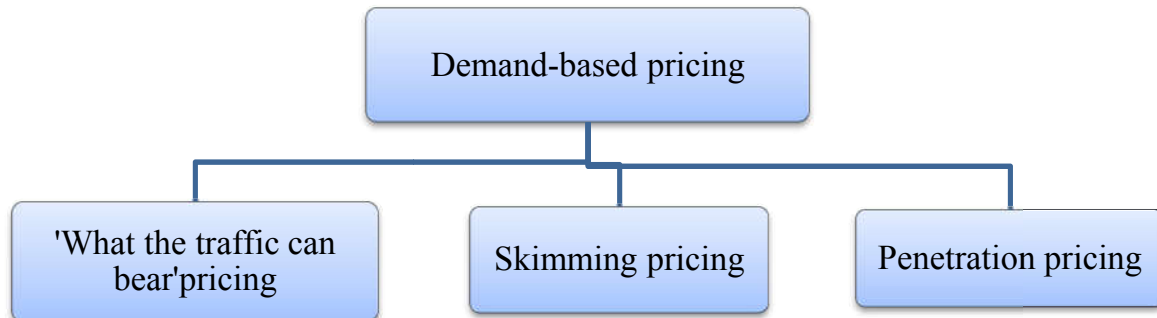 Demand-based pricing
'What the traffic can
bear'pricing
Skimming pricing
Penetration pricing